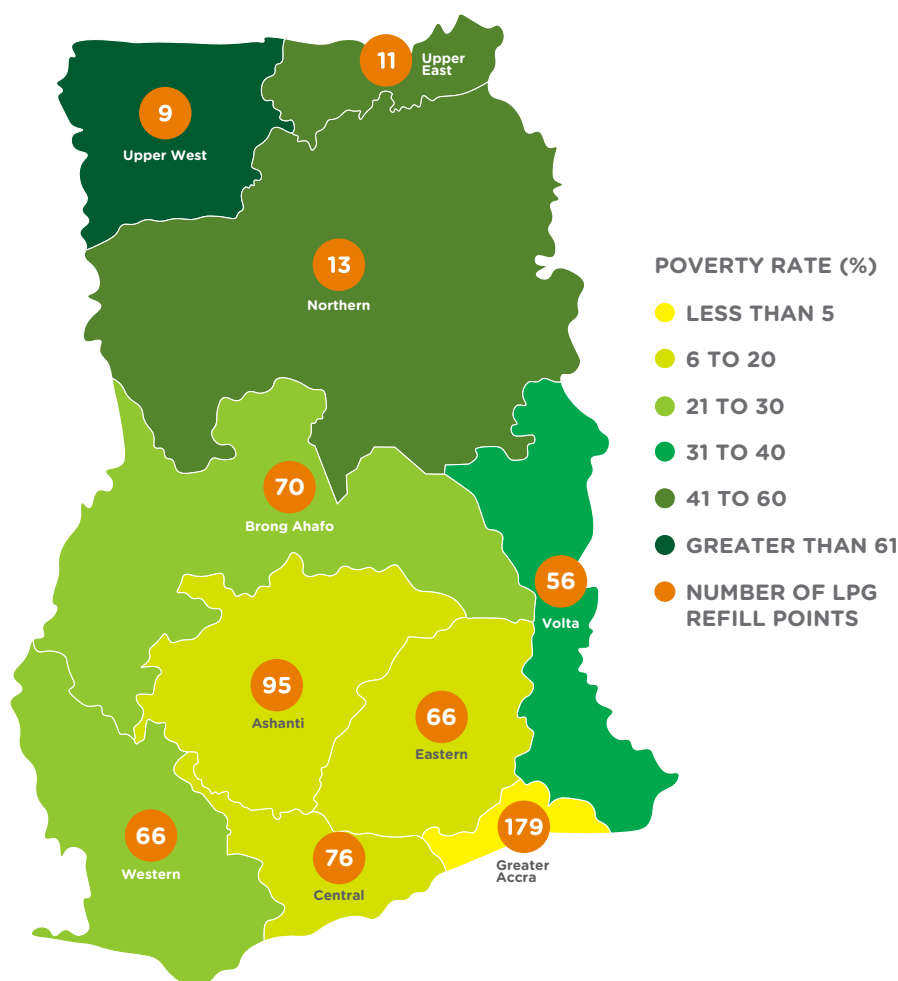 11
Upper
East
9
Upper West
13
Northern
POVERTY RATE (%)
LESS THAN 5
6 TO 20
21 TO 30
31 TO 40
41 TO 60
GREATER THAN 61
NUMBER OF LPG
REFILL POINTS
70
Brong Ahafo
56
Volta
95
Ashanti
66
Eastern
66
Western
76
Central
179
Greater
Accra